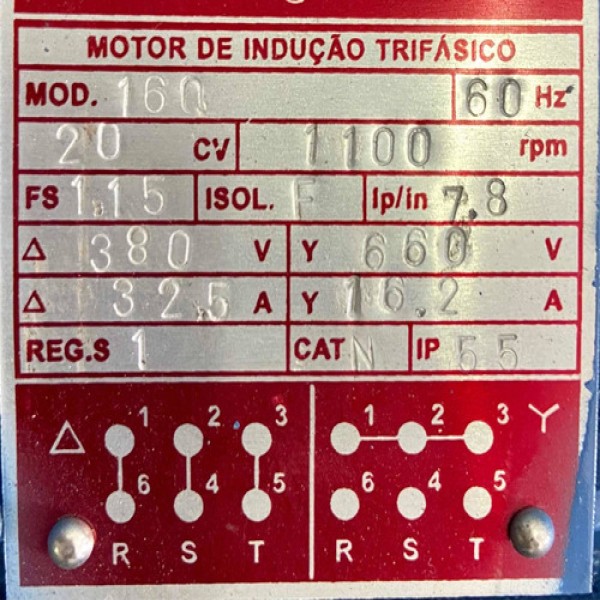 MOTOR DE INDUÇÃO TRIFÁSICO
MOD. 160 60 Hz
20 CV 1100 rpm
FS 1.15 ISOL. F Ip/in 7.8
Δ 380 V Y 660 V
Δ 32.5 A Y 16.2 A
REG.S 1 CAT N IP 55
Δ 1 2 3 1 2 3 Y
6 4 5 6 4 5
R S T R S T